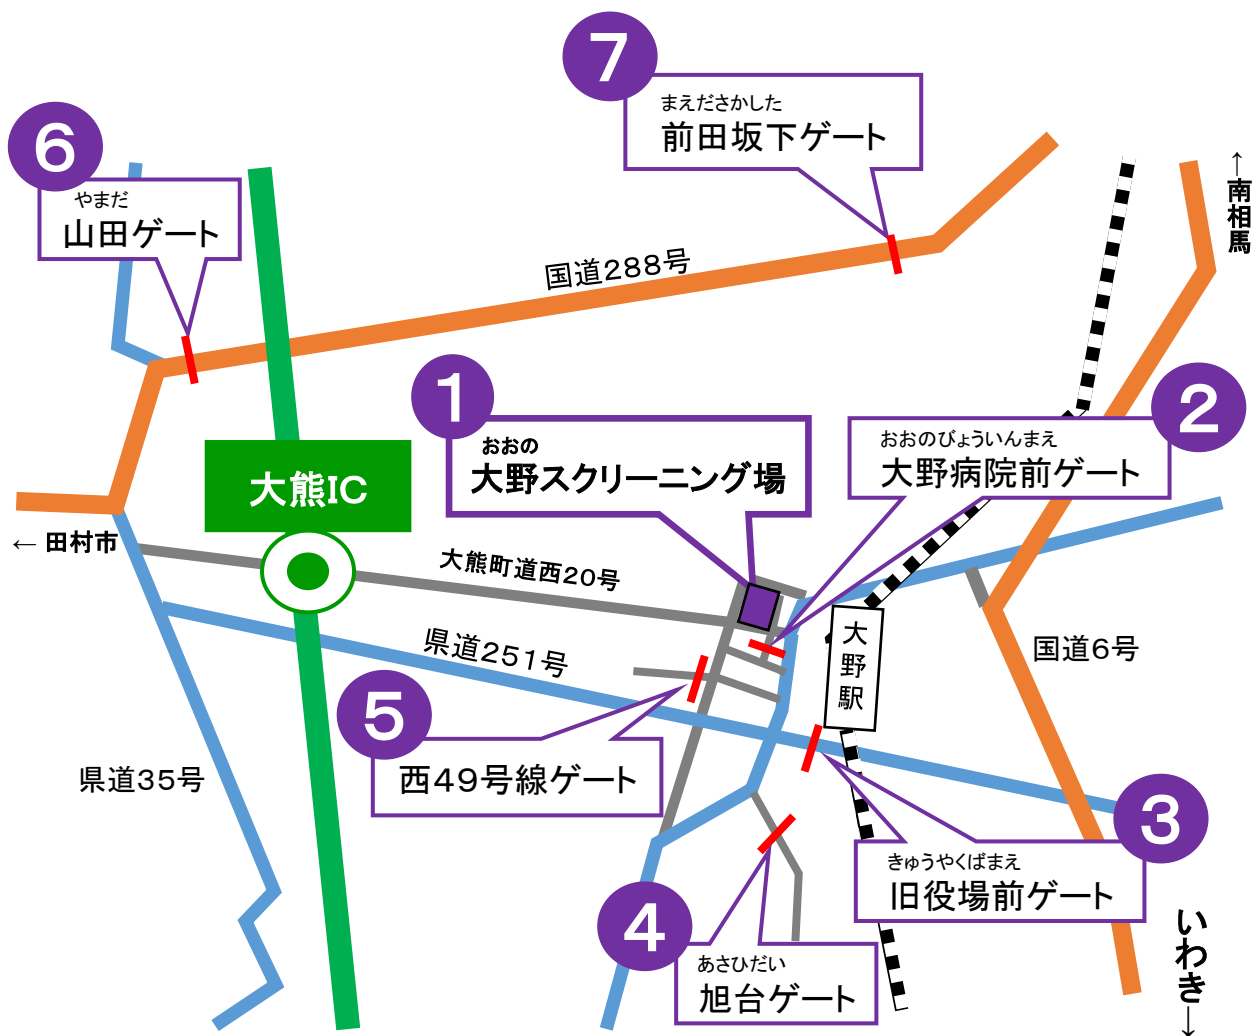 7
まえださかした
前田坂下ゲート
6
やまだ
山田ゲート
↑南相馬
国道288号
1
おおの
大野スクリーニング場
2
おおのびょういんまえ
大野病院前ゲート
大熊IC
← 田村市
大熊町道西20号
県道251号
大野駅
国道6号
5
西49号線ゲート
県道35号
3
きゅうやくばまえ
旧役場前ゲート
4
あさひだい
旭台ゲート
いわき↓